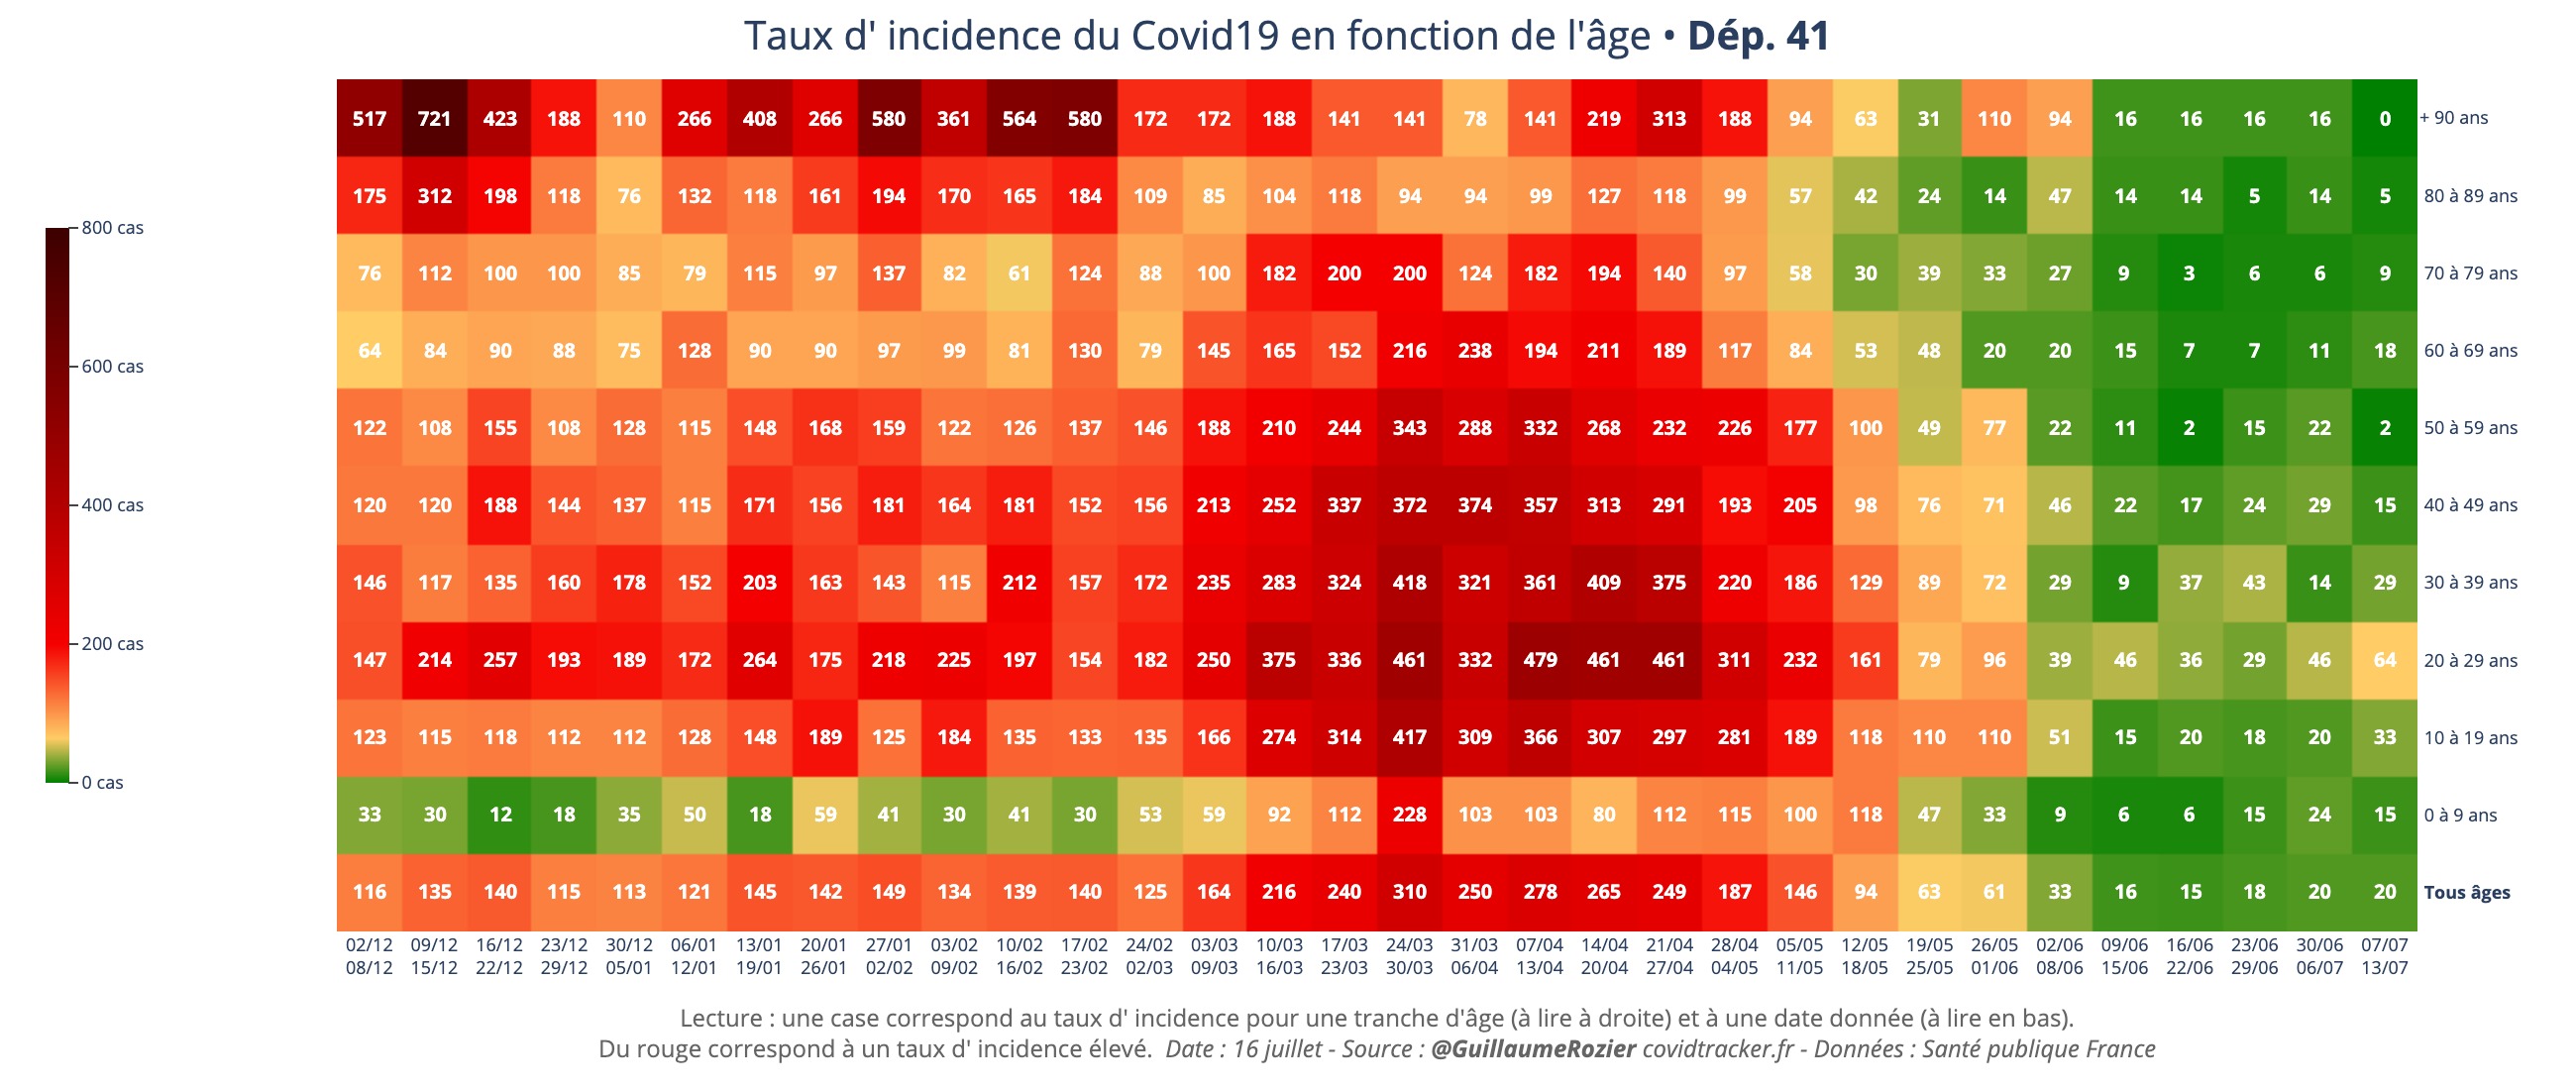 Taux d' incidence du Covid19 en fonction de l'âge • Dép. 41
800 cas
600 cas
400 cas
200 cas
0 cas
517 721 423 188 110 266 408 266 580 361 564 580 172 172 188 141 141 78 141 219 313 188 94 63 31 110 94 16 16 16 16 0 + 90 ans
175 312 198 118 76 132 118 161 194 170 165 184 109 85 104 118 94 94 99 127 118 99 57 42 24 14 47 14 14 5 14 5 80 à 89 ans
76 112 100 100 85 79 115 97 137 82 61 124 88 100 182 200 200 124 182 194 140 97 58 30 39 33 27 9 3 6 6 9 70 à 79 ans
64 84 90 88 75 128 90 90 97 99 81 130 79 145 165 152 216 238 194 211 189 117 84 53 48 20 20 15 7 7 11 18 60 à 69 ans
122 108 155 108 128 115 148 168 159 122 126 137 146 188 210 244 343 288 332 268 232 226 177 100 49 77 22 11 2 15 22 2 50 à 59 ans
120 120 188 144 137 115 171 156 181 164 181 152 156 213 252 337 372 374 357 313 291 193 205 98 76 71 46 22 17 24 29 15 40 à 49 ans
146 117 135 160 178 152 203 163 143 115 212 157 172 235 283 324 418 321 361 409 375 220 186 129 89 72 29 9 37 43 14 29 30 à 39 ans
147 214 257 193 189 172 264 175 218 225 197 154 182 250 375 336 461 332 479 461 461 311 232 161 79 96 39 46 36 29 46 64 20 à 29 ans
123 115 118 112 112 128 148 189 125 184 135 133 135 166 274 314 417 309 366 307 297 281 189 118 110 110 51 15 20 18 20 33 10 à 19 ans
33 30 12 18 35 50 18 59 41 30 41 30 53 59 92 112 228 103 103 80 112 115 100 118 47 33 9 6 6 15 24 15 0 à 9 ans
116 135 140 115 113 121 145 142 149 134 139 140 125 164 216 240 310 250 278 265 249 187 146 94 63 61 33 16 15 18 20 20 Tous âges
02/12 09/12 16/12 23/12 30/12 06/01 13/01 20/01 27/01 03/02 10/02 17/02 24/02 03/03 10/03 17/03 24/03 31/03 07/04 14/04 21/04 28/04 05/05 12/05 19/05 26/05 02/06 09/06 16/06 23/06 30/06 07/07
08/12 15/12 22/12 29/12 05/01 12/01 19/01 26/01 02/02 09/02 16/02 23/02 02/03 09/03 16/03 23/03 30/03 06/04 13/04 20/04 27/04 04/05 11/05 18/05 25/05 01/06 08/06 15/06 22/06 29/06 06/07 13/07
Lecture : une case correspond au taux d' incidence pour une tranche d'âge (à lire à droite) et à une date donnée (à lire en bas).
Du rouge correspond à un taux d' incidence élevé. Date : 16 juillet - Source : @GuillaumeRozier covidtracker.fr - Données : Santé publique France